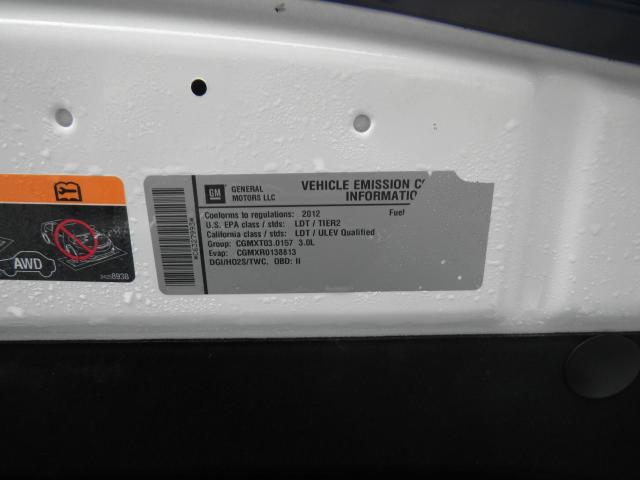 GM GENERAL MOTORS LLC
VEHICLE EMISSION
INFORMATIO
Conforms to regulations: 2012 Fuel
U.S. EPA class / stds: LDT / TIER2
California class / stds: LDT / ULEV Qualified
Group: CGMXT03.0157 3.0L
Evap: CGMXR0138813
DGI/HO2S/TWC, OBD: II
AWD